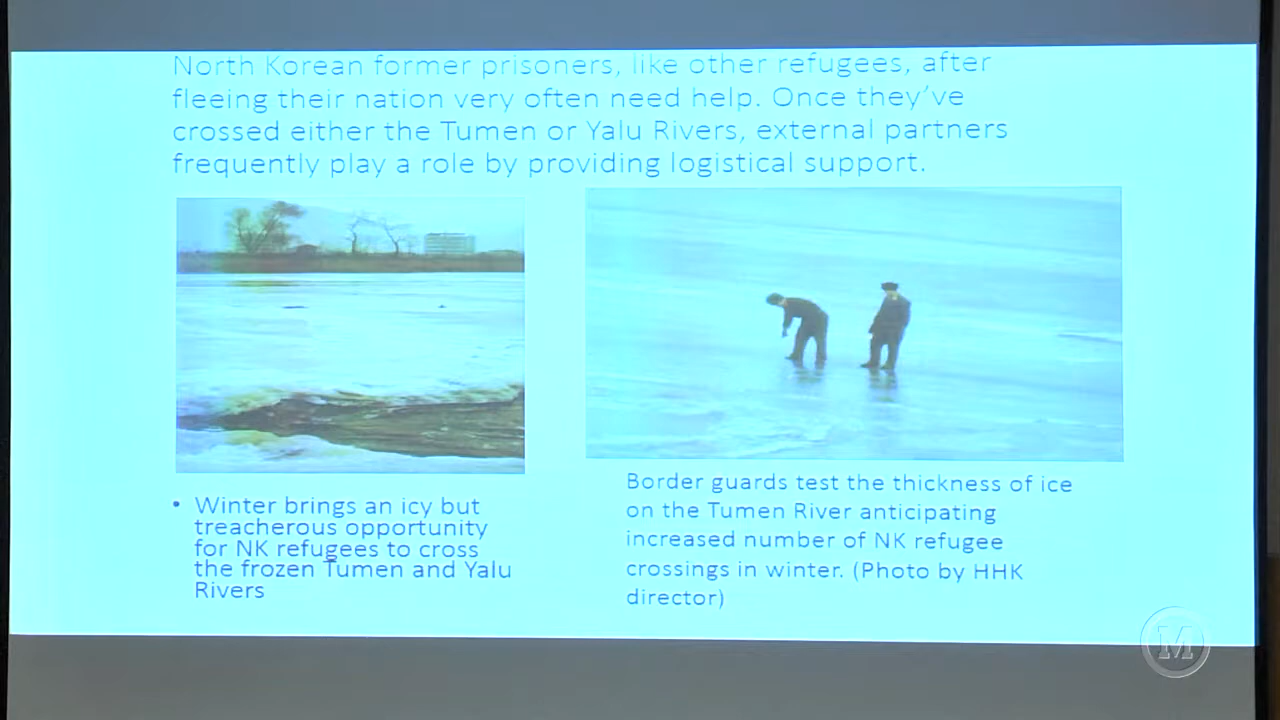 North Korean former prisoners, like other refugees, after
fleeing their nation very often need help. Once they've
crossed either the Tumen or Yalu Rivers, external partners
frequently play a role by providing logistical support.
• Winter brings an icy but
treacherous opportunity
for NK refugees to cross
the frozen Tumen and Yalu
Rivers
Border guards test the thickness of ice
on the Tumen River anticipating
increased number of NK refugee
crossings in winter. (Photo by HHK
director)
M